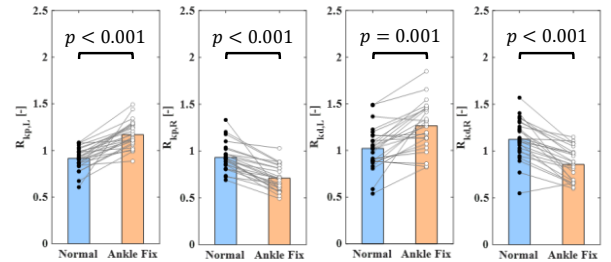 2.5
2
1.5
1
0.5
0
R_kp,L [-]
p < 0.001
Normal Ankle Fix
2.5
2
1.5
1
0.5
0
R_kp,R [-]
p < 0.001
Normal Ankle Fix
2.5
2
1.5
1
0.5
0
R_kd,L [-]
p = 0.001
Normal Ankle Fix
2.5
2
1.5
1
0.5
0
R_kd,R [-]
p < 0.001
Normal Ankle Fix